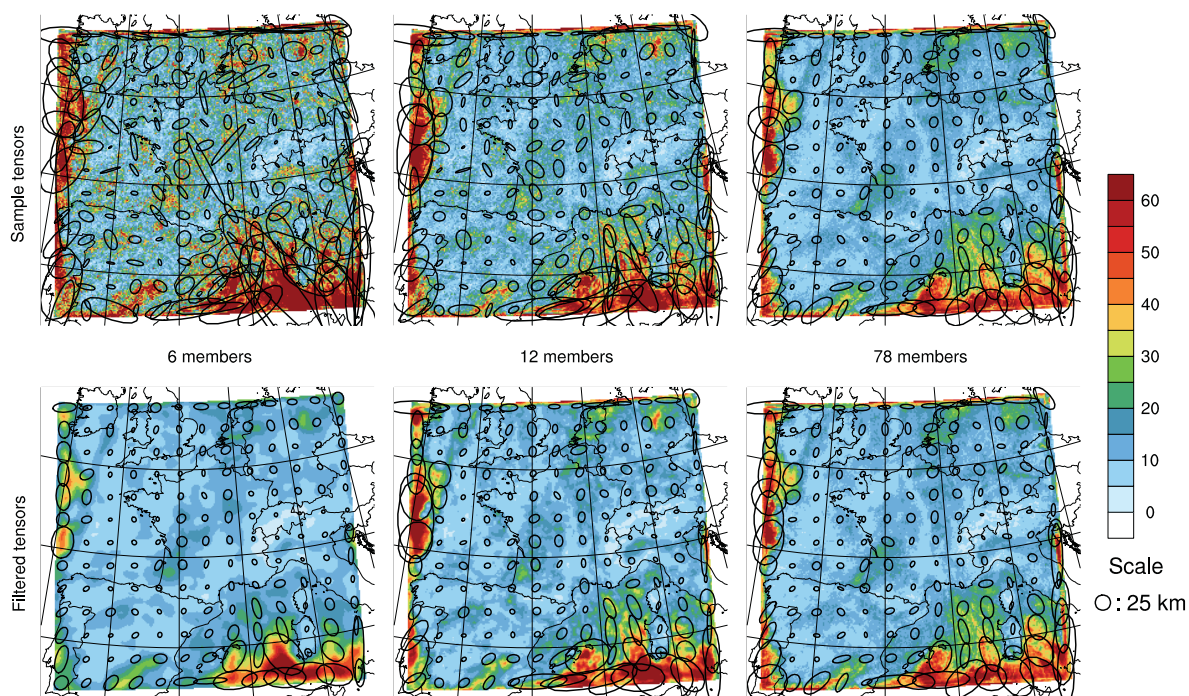 Sample tensors
6 members
12 members
78 members
Filtered tensors
60
50
40
30
20
10
0
Scale
: 25 km